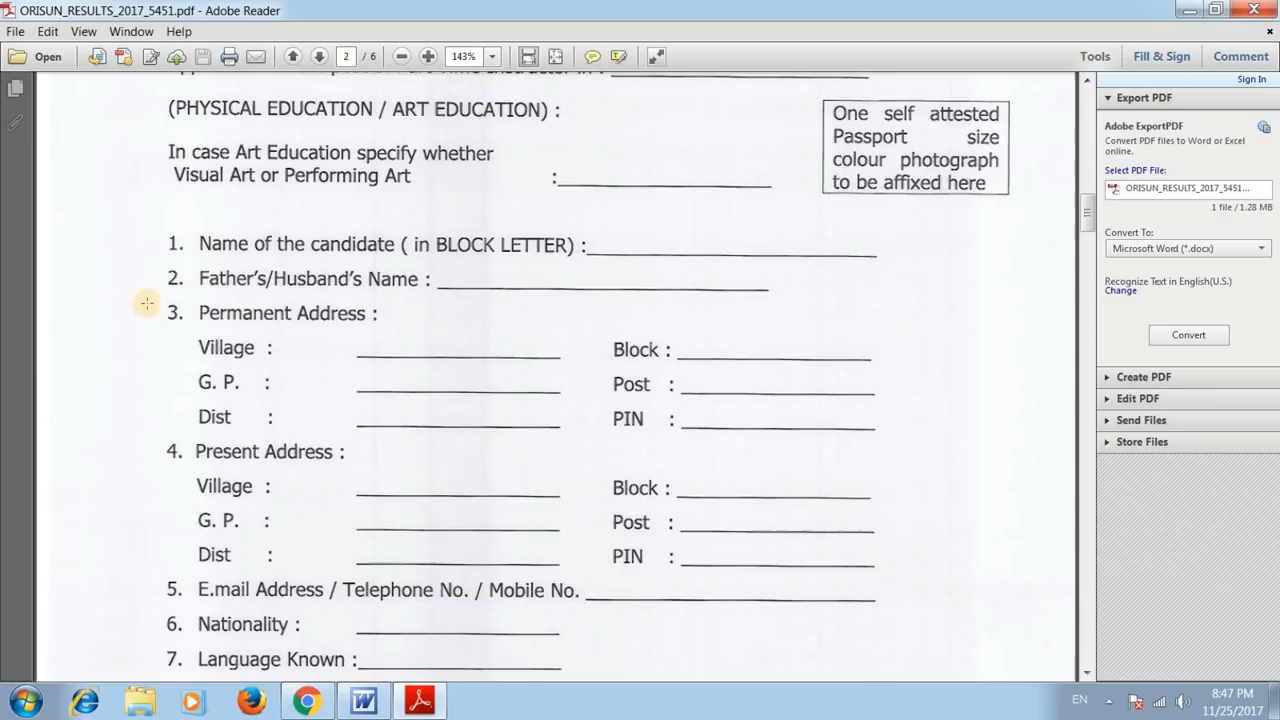 ORISUN_RESULTS_2017_5451.pdf - Adobe Reader
File Edit View Window Help
Open 2 / 6 143% Tools Fill & Sign Comment
Sign In
(PHYSICAL EDUCATION / ART EDUCATION) :
One self attested
Passport size
colour photograph
to be affixed here
In case Art Education specify whether
Visual Art or Performing Art :
1. Name of the candidate ( in BLOCK LETTER) :
2. Father's/Husband's Name :
3. Permanent Address :
Village : Block :
G. P. : Post :
Dist : PIN :
4. Present Address :
Village : Block :
G. P. : Post :
Dist : PIN :
5. E.mail Address / Telephone No. / Mobile No.
6. Nationality :
7. Language Known :
Export PDF
Adobe ExportPDF
Convert PDF files to Word or Excel
online.
Select PDF File:
ORISUN_RESULTS_2017_5451...
1 file / 1.28 MB
Convert To:
Microsoft Word (*.docx)
Recognize Text in English(U.S.)
Change
Convert
Create PDF
Edit PDF
Send Files
Store Files
EN
8:47 PM
11/25/2017